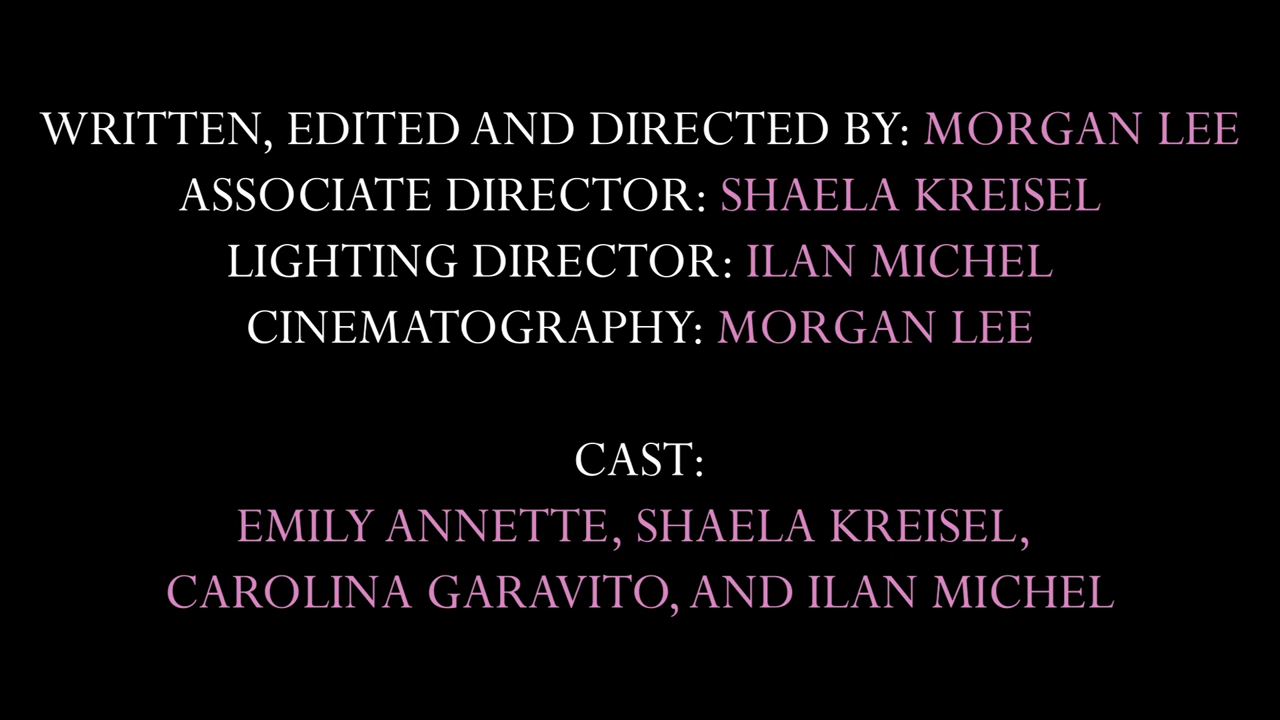 WRITTEN, EDITED AND DIRECTED BY: MORGAN LEE
ASSOCIATE DIRECTOR: SHAELA KREISEL
LIGHTING DIRECTOR: ILAN MICHEL
CINEMATOGRAPHY: MORGAN LEE
CAST:
EMILY ANNETTE, SHAELA KREISEL,
CAROLINA GARAVITO, AND ILAN MICHEL